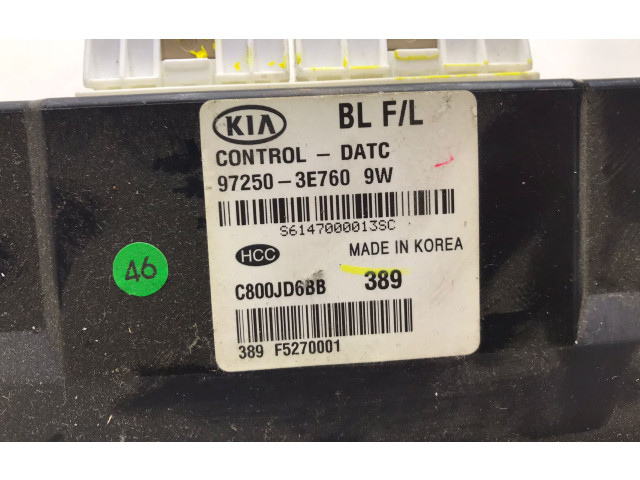 KIA BL F/L
CONTROL - DATC
97250-3E760 9W
S6147000013SC
HCC MADE IN KOREA
C800JD6BB 389
389 F5270001
46